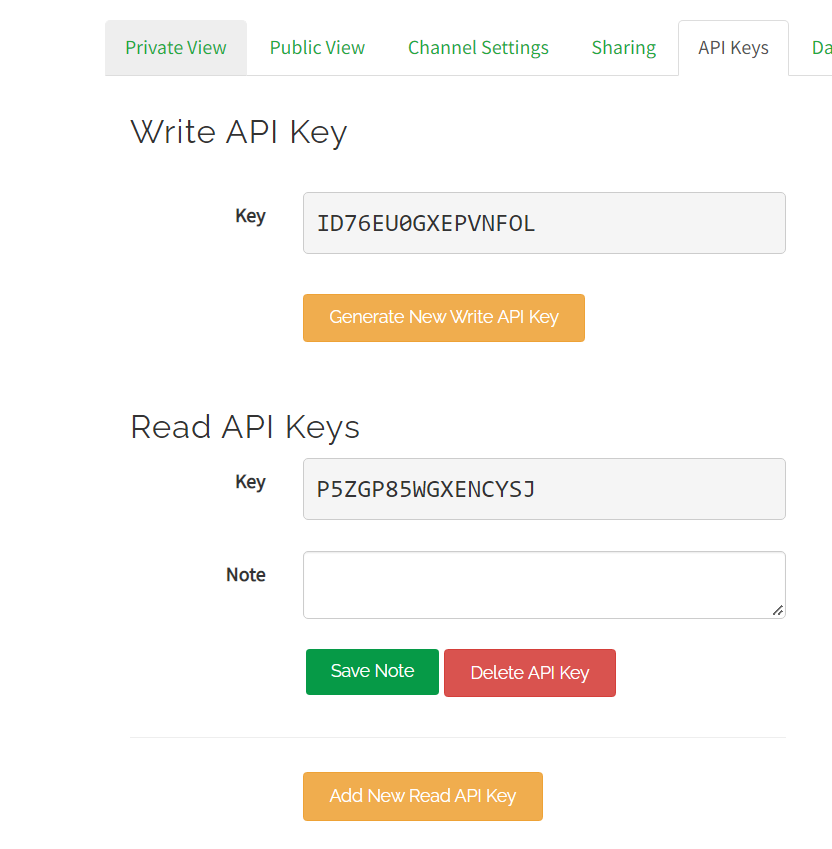 Private View Public View Channel Settings Sharing API Keys Da
Write API Key
Key ID76EU0GXEPVNFOL
Generate New Write API Key
Read API Keys
Key P5ZGP85WGXENCYSJ
Note
Save Note Delete API Key
Add New Read API Key